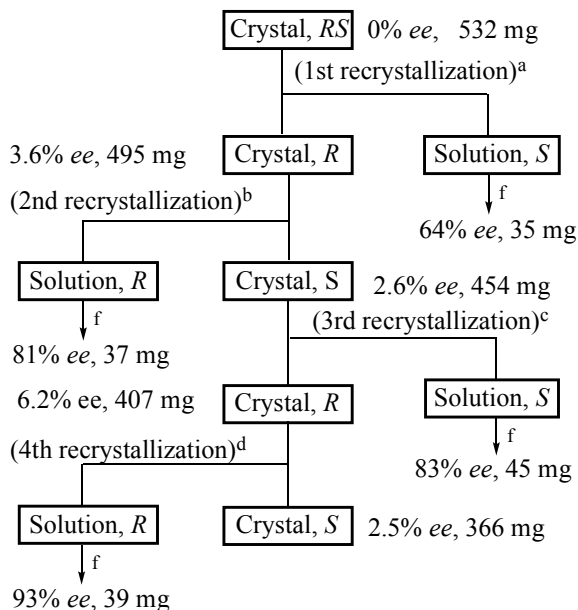 Crystal, RS 0% ee, 532 mg
(1st recrystallization)a
3.6% ee, 495 mg Crystal, R Solution, S
(2nd recrystallization)b f
64% ee, 35 mg
Solution, R Crystal, S 2.6% ee, 454 mg
f (3rd recrystallization)c
81% ee, 37 mg
6.2% ee, 407 mg Crystal, R Solution, S
(4th recrystallization)d f
83% ee, 45 mg
Solution, R Crystal, S 2.5% ee, 366 mg
f
93% ee, 39 mg